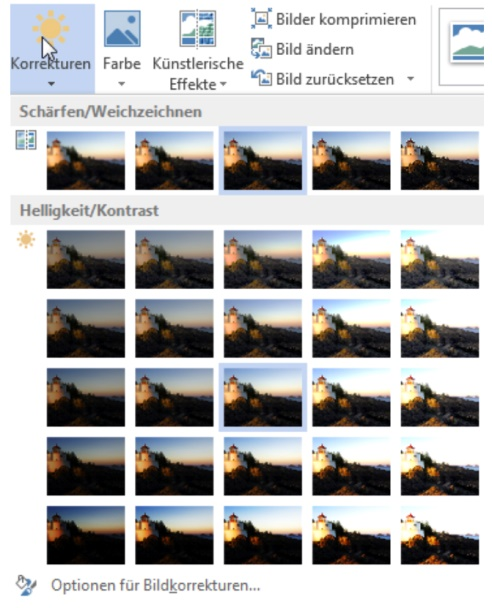 Korrekturen
Farbe
Künstlerische
Effekte
Bilder komprimieren
Bild ändern
Bild zurücksetzen
Schärfen/Weichzeichnen
Helligkeit/Kontrast
Optionen für Bildkorrekturen...